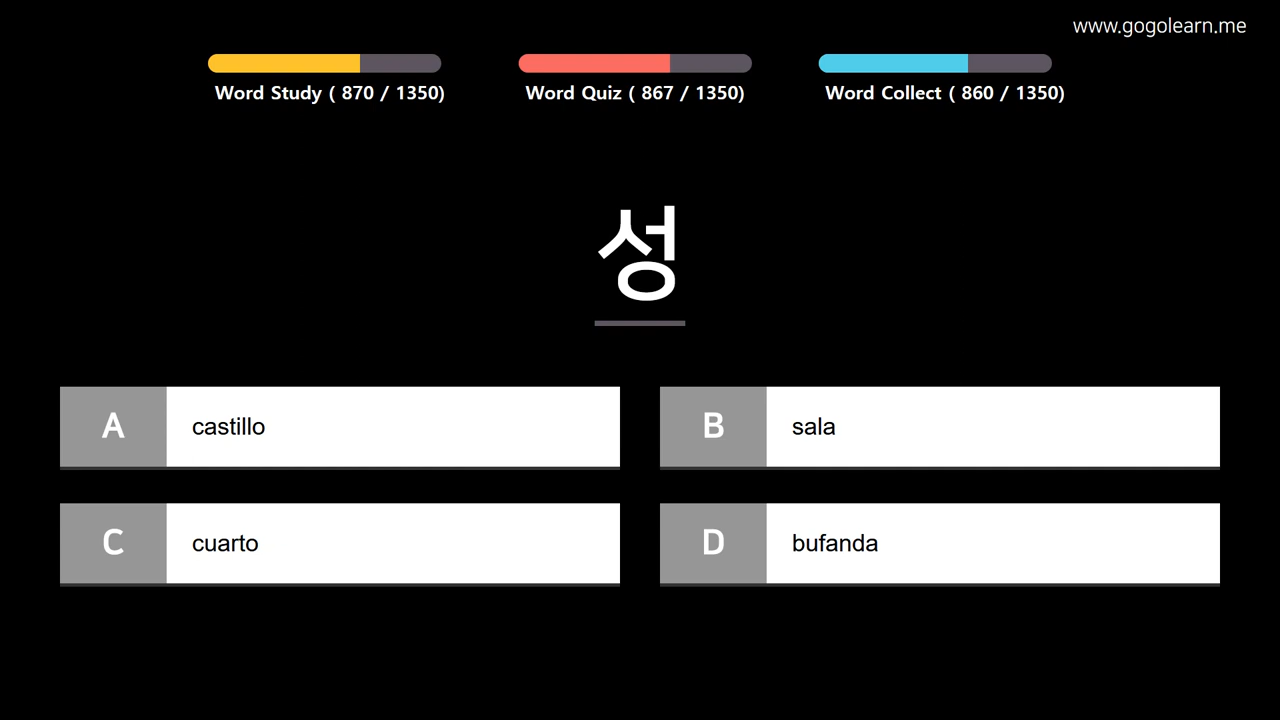 www.gogolearn.me
Word Study ( 870 / 1350)
Word Quiz ( 867 / 1350)
Word Collect ( 860 / 1350)
성
A castillo
B sala
C cuarto
D bufanda